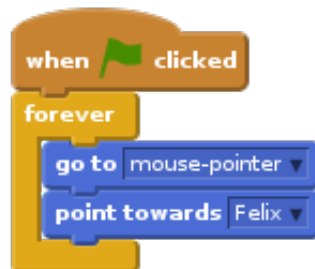 when clicked
forever
go to mouse-pointer
point towards Felix